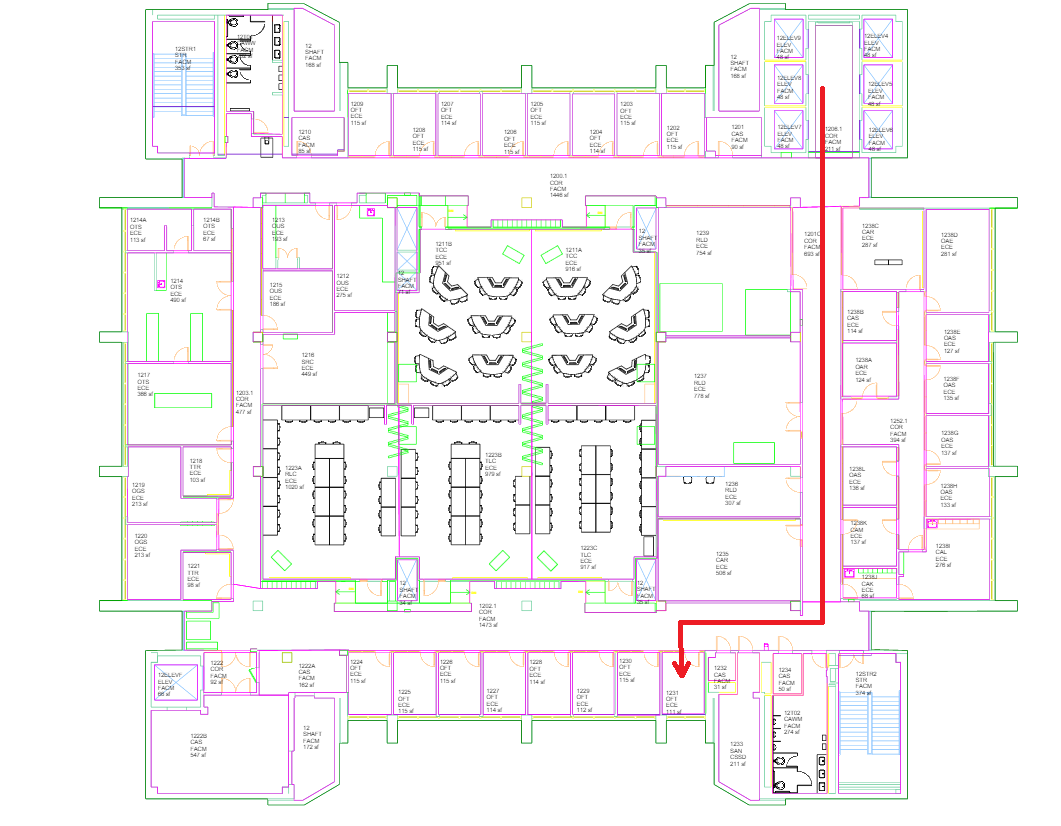 12STR1
STR
FACM
353 sf
FACM
12
SHAFT
FACM
168 sf
12
SHAFT
FACM
168 sf
12ELEV9
ELEV
FACM
48 sf
12ELEV4
ELEV
FACM
48 sf
12ELEV8
ELEV
FACM
48 sf
12ELEV5
ELEV
FACM
48 sf
12ELEV7
ELEV
FACM
48 sf
12ELEV6
ELEV
FACM
48 sf
1208.1
COR
FACM
211 sf
1210
CAS
FACM
85 sf
1209
OFT
ECE
115 sf
1208
OFT
ECE
115 sf
1207
OFT
ECE
114 sf
1206
OFT
ECE
115 sf
1205
OFT
ECE
115 sf
1204
OFT
ECE
114 sf
1203
OFT
ECE
115 sf
1202
OFT
ECE
115 sf
1201
CAS
FACM
90 sf
1200.1
COR
FACM
1446 sf
1214A
OTS
ECE
113 sf
1214B
OTS
ECE
67 sf
1213
OUS
ECE
193 sf
1214
OTS
ECE
490 sf
1215
OUS
ECE
186 sf
1212
OUS
ECE
275 sf
12
SHAFT
FACM
1211B
TCC
ECE
951 sf
1211A
TCC
ECE
916 sf
12
SHAFT
FACM
1239
RLD
ECE
754 sf
COR
FACM
693 sf
1238C
CAR
ECE
287 sf
1238D
OAE
ECE
281 sf
1238B
CAS
ECE
114 sf
1238E
OAS
ECE
127 sf
1238A
OAR
ECE
124 sf
1238F
OAS
ECE
135 sf
1216
SRC
ECE
449 sf
1217
OTS
ECE
388 sf
1203.1
COR
FACM
477 sf
1237
RLD
ECE
778 sf
1252.1
COR
FACM
394 sf
1238G
OAS
ECE
137 sf
1218
TTR
ECE
103 sf
1219
OGS
ECE
213 sf
1223A
RLC
ECE
1020 sf
1223B
TLC
ECE
979 sf
1236
RLD
ECE
307 sf
1238L
OAS
ECE
138 sf
1238H
OAS
ECE
133 sf
1220
OGS
ECE
213 sf
1221
TTR
ECE
98 sf
1223C
TLC
ECE
917 sf
1235
CAR
ECE
508 sf
1238K
CAM
ECE
137 sf
1238I
CAL
ECE
276 sf
1238J
CAK
ECE
68 sf
12
SHAFT
FACM
34 sf
12
SHAFT
FACM
35 sf
1202.1
COR
FACM
1473 sf
12ELEVF
ELEV
FACM
66 sf
1222
COR
FACM
92 sf
1222A
CAS
FACM
162 sf
1224
OFT
ECE
115 sf
1225
OFT
ECE
115 sf
1226
OFT
ECE
115 sf
1227
OFT
ECE
114 sf
1228
OFT
ECE
114 sf
1229
OFT
ECE
112 sf
1230
OFT
ECE
115 sf
1231
OFT
ECE
111 sf
1232
CAS
FACM
31 sf
1234
CAS
FACM
50 sf
12STR2
STR
FACM
374 sf
1222B
CAS
FACM
547 sf
12
SHAFT
FACM
172 sf
1233
SAN
CSSD
211 sf
12T02
CAWM
FACM
274 sf